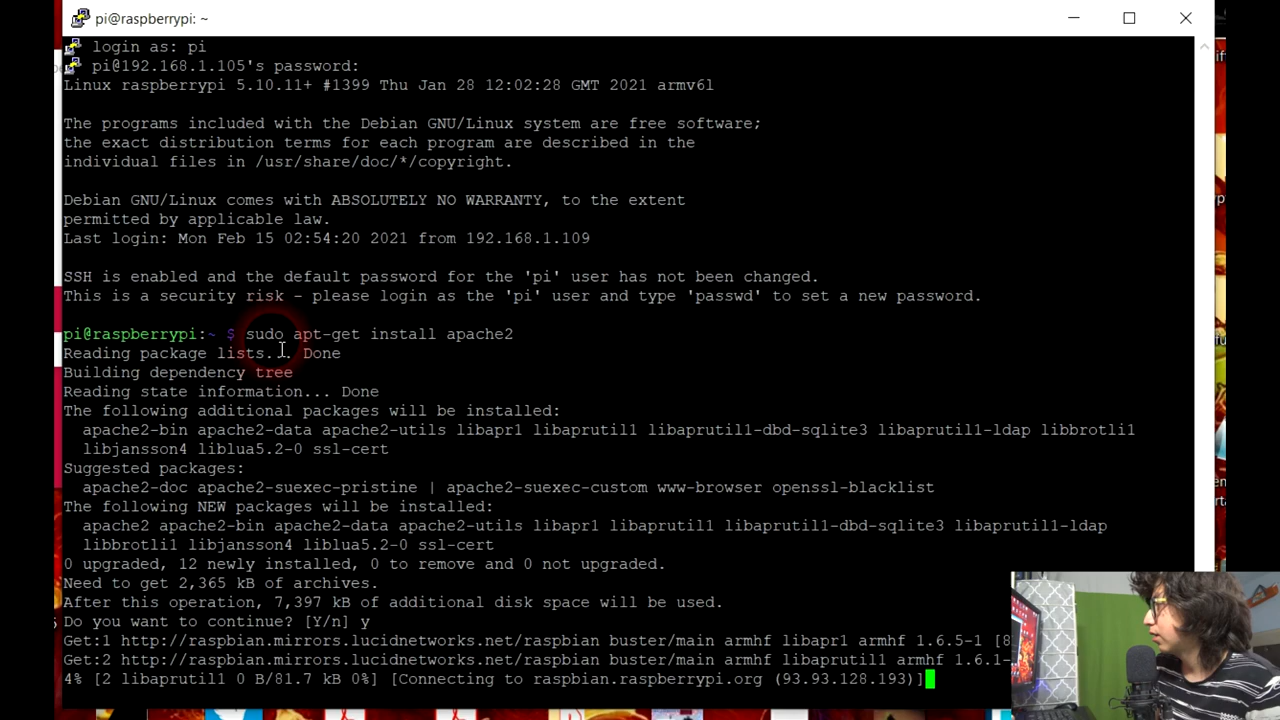 pi@raspberrypi: ~
login as: pi
pi@192.168.1.105's password:
Linux raspberrypi 5.10.11+ #1399 Thu Jan 28 12:02:28 GMT 2021 armv6l
The programs included with the Debian GNU/Linux system are free software;
the exact distribution terms for each program are described in the
individual files in /usr/share/doc/*/copyright.
Debian GNU/Linux comes with ABSOLUTELY NO WARRANTY, to the extent
permitted by applicable law.
Last login: Mon Feb 15 02:54:20 2021 from 192.168.1.109
SSH is enabled and the default password for the 'pi' user has not been changed.
This is a security risk - please login as the 'pi' user and type 'passwd' to set a new password.
pi@raspberrypi:~ $ sudo apt-get install apache2
Reading package lists... Done
Building dependency tree
Reading state information... Done
The following additional packages will be installed:
apache2-bin apache2-data apache2-utils libapr1 libaprutil1 libaprutil1-dbd-sqlite3 libaprutil1-ldap libbrotli1
libjansson4 liblua5.2-0 ssl-cert
Suggested packages:
apache2-doc apache2-suexec-pristine | apache2-suexec-custom www-browser openssl-blacklist
The following NEW packages will be installed:
apache2 apache2-bin apache2-data apache2-utils libapr1 libaprutil1 libaprutil1-dbd-sqlite3 libaprutil1-ldap
libbrotli1 libjansson4 liblua5.2-0 ssl-cert
0 upgraded, 12 newly installed, 0 to remove and 0 not upgraded.
Need to get 2,365 kB of archives.
After this operation, 7,397 kB of additional disk space will be used.
Do you want to continue? [Y/n] y
Get:1 http://raspbian.mirrors.lucidnetworks.net/raspbian buster/main armhf libapr1 armhf 1.6.5-1 [8
Get:2 http://raspbian.mirrors.lucidnetworks.net/raspbian buster/main armhf libaprutil1 armhf 1.6.1-
4% [2 libaprutil1 0 B/81.7 kB 0%] [Connecting to raspbian.raspberrypi.org (93.93.128.193)]